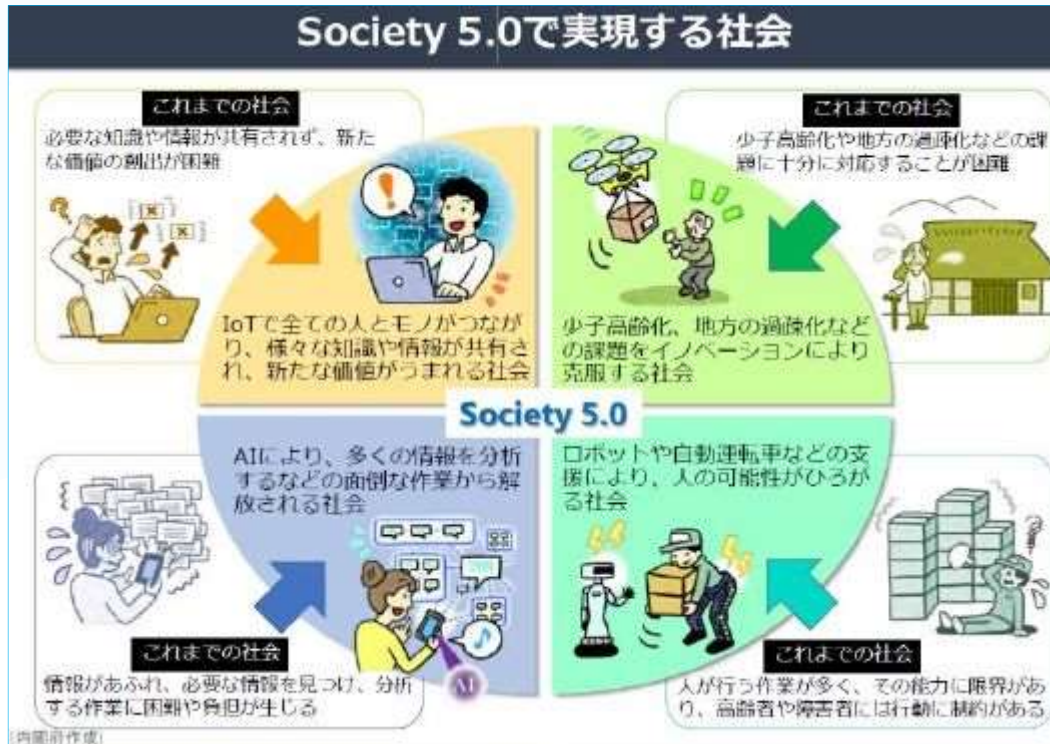 Society 5.0で実現する社会
これまでの社会
必要な知識や情報が共有されず、新た
な価値の創出が困難
これまでの社会
少子高齢化や地方の過疎化などの課
題に十分に対応することが困難
IoTで全ての人とモノがつなが
り、様々な知識や情報が共有さ
れ、新たな価値がうまれる社会
少子高齢化、地方の過疎化など
の課題をイノベーションにより
克服する社会
Society 5.0
AIにより、多くの情報を分析
するなどの面倒な作業から解
放される社会
ロボットや自動運転車などの支
援により、人の可能性がひろが
る社会
AI
これまでの社会
情報があふれ、必要な情報を見つけ、分析
する作業に困難や負担が生じる
これまでの社会
人が行う作業が多く、その能力に限界があ
り、高齢者や障害者には行動に制約がある
[内閣府作成]